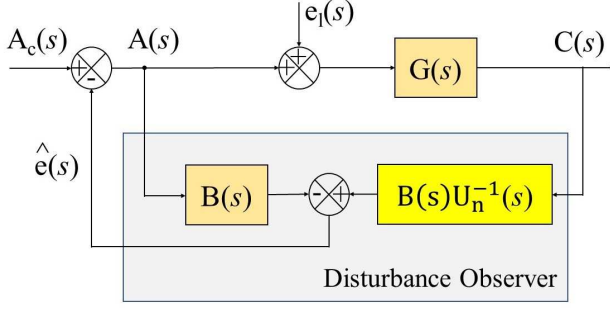 e_l(s)
A_c(s) A(s) C(s)
+ - + + G(s)
ê(s)
B(s) - + B(s)U_n^{-1}(s)
Disturbance Observer